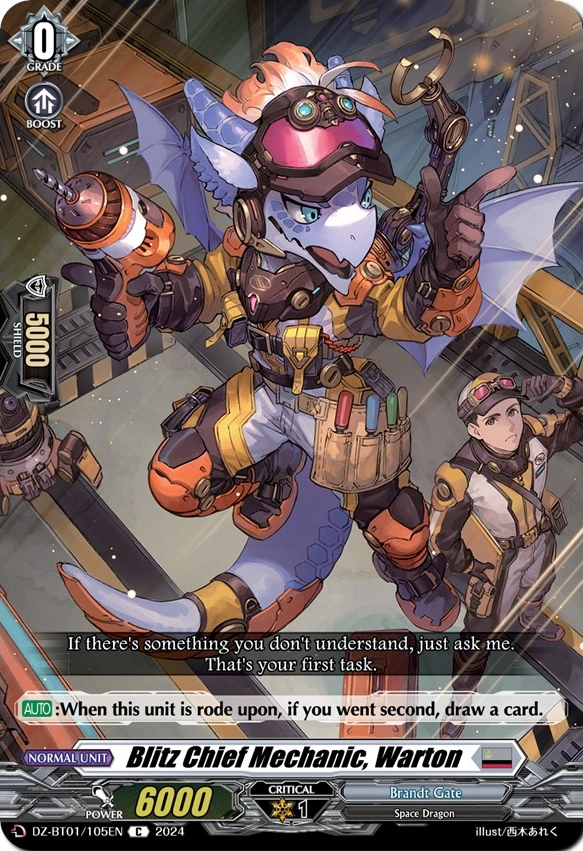 0
GRADE
BOOST
5000
SHIELD
If there's something you don't understand, just ask me.
That's your first task.
AUTO:When this unit is rode upon, if you went second, draw a card.
NORMAL UNIT
Blitz Chief Mechanic, Warton
POWER
6000
CRITICAL
1
Brandt Gate
Space Dragon
D
DZ-BT01/105EN C 2024
illust/西木あれく